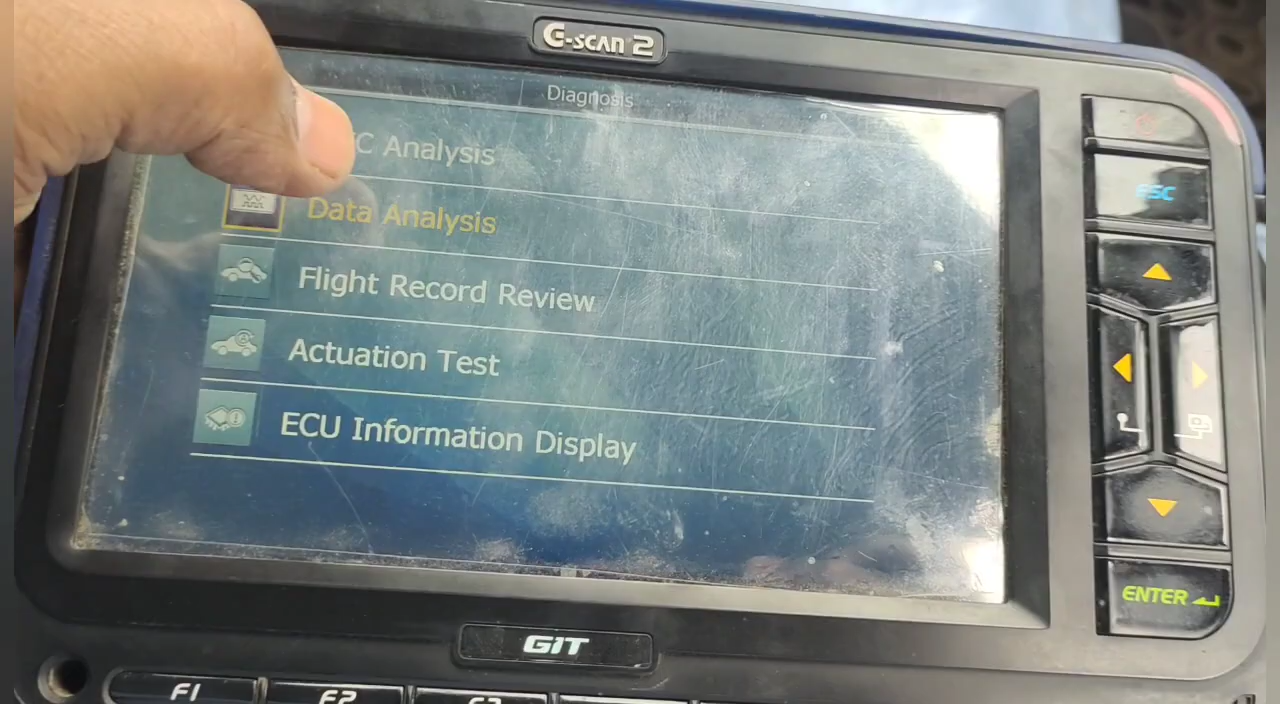 G-SCAN 2
Diagnosis
C Analysis
Data Analysis
Flight Record Review
Actuation Test
ECU Information Display
ESC
ENTER
GIT
F1
F2